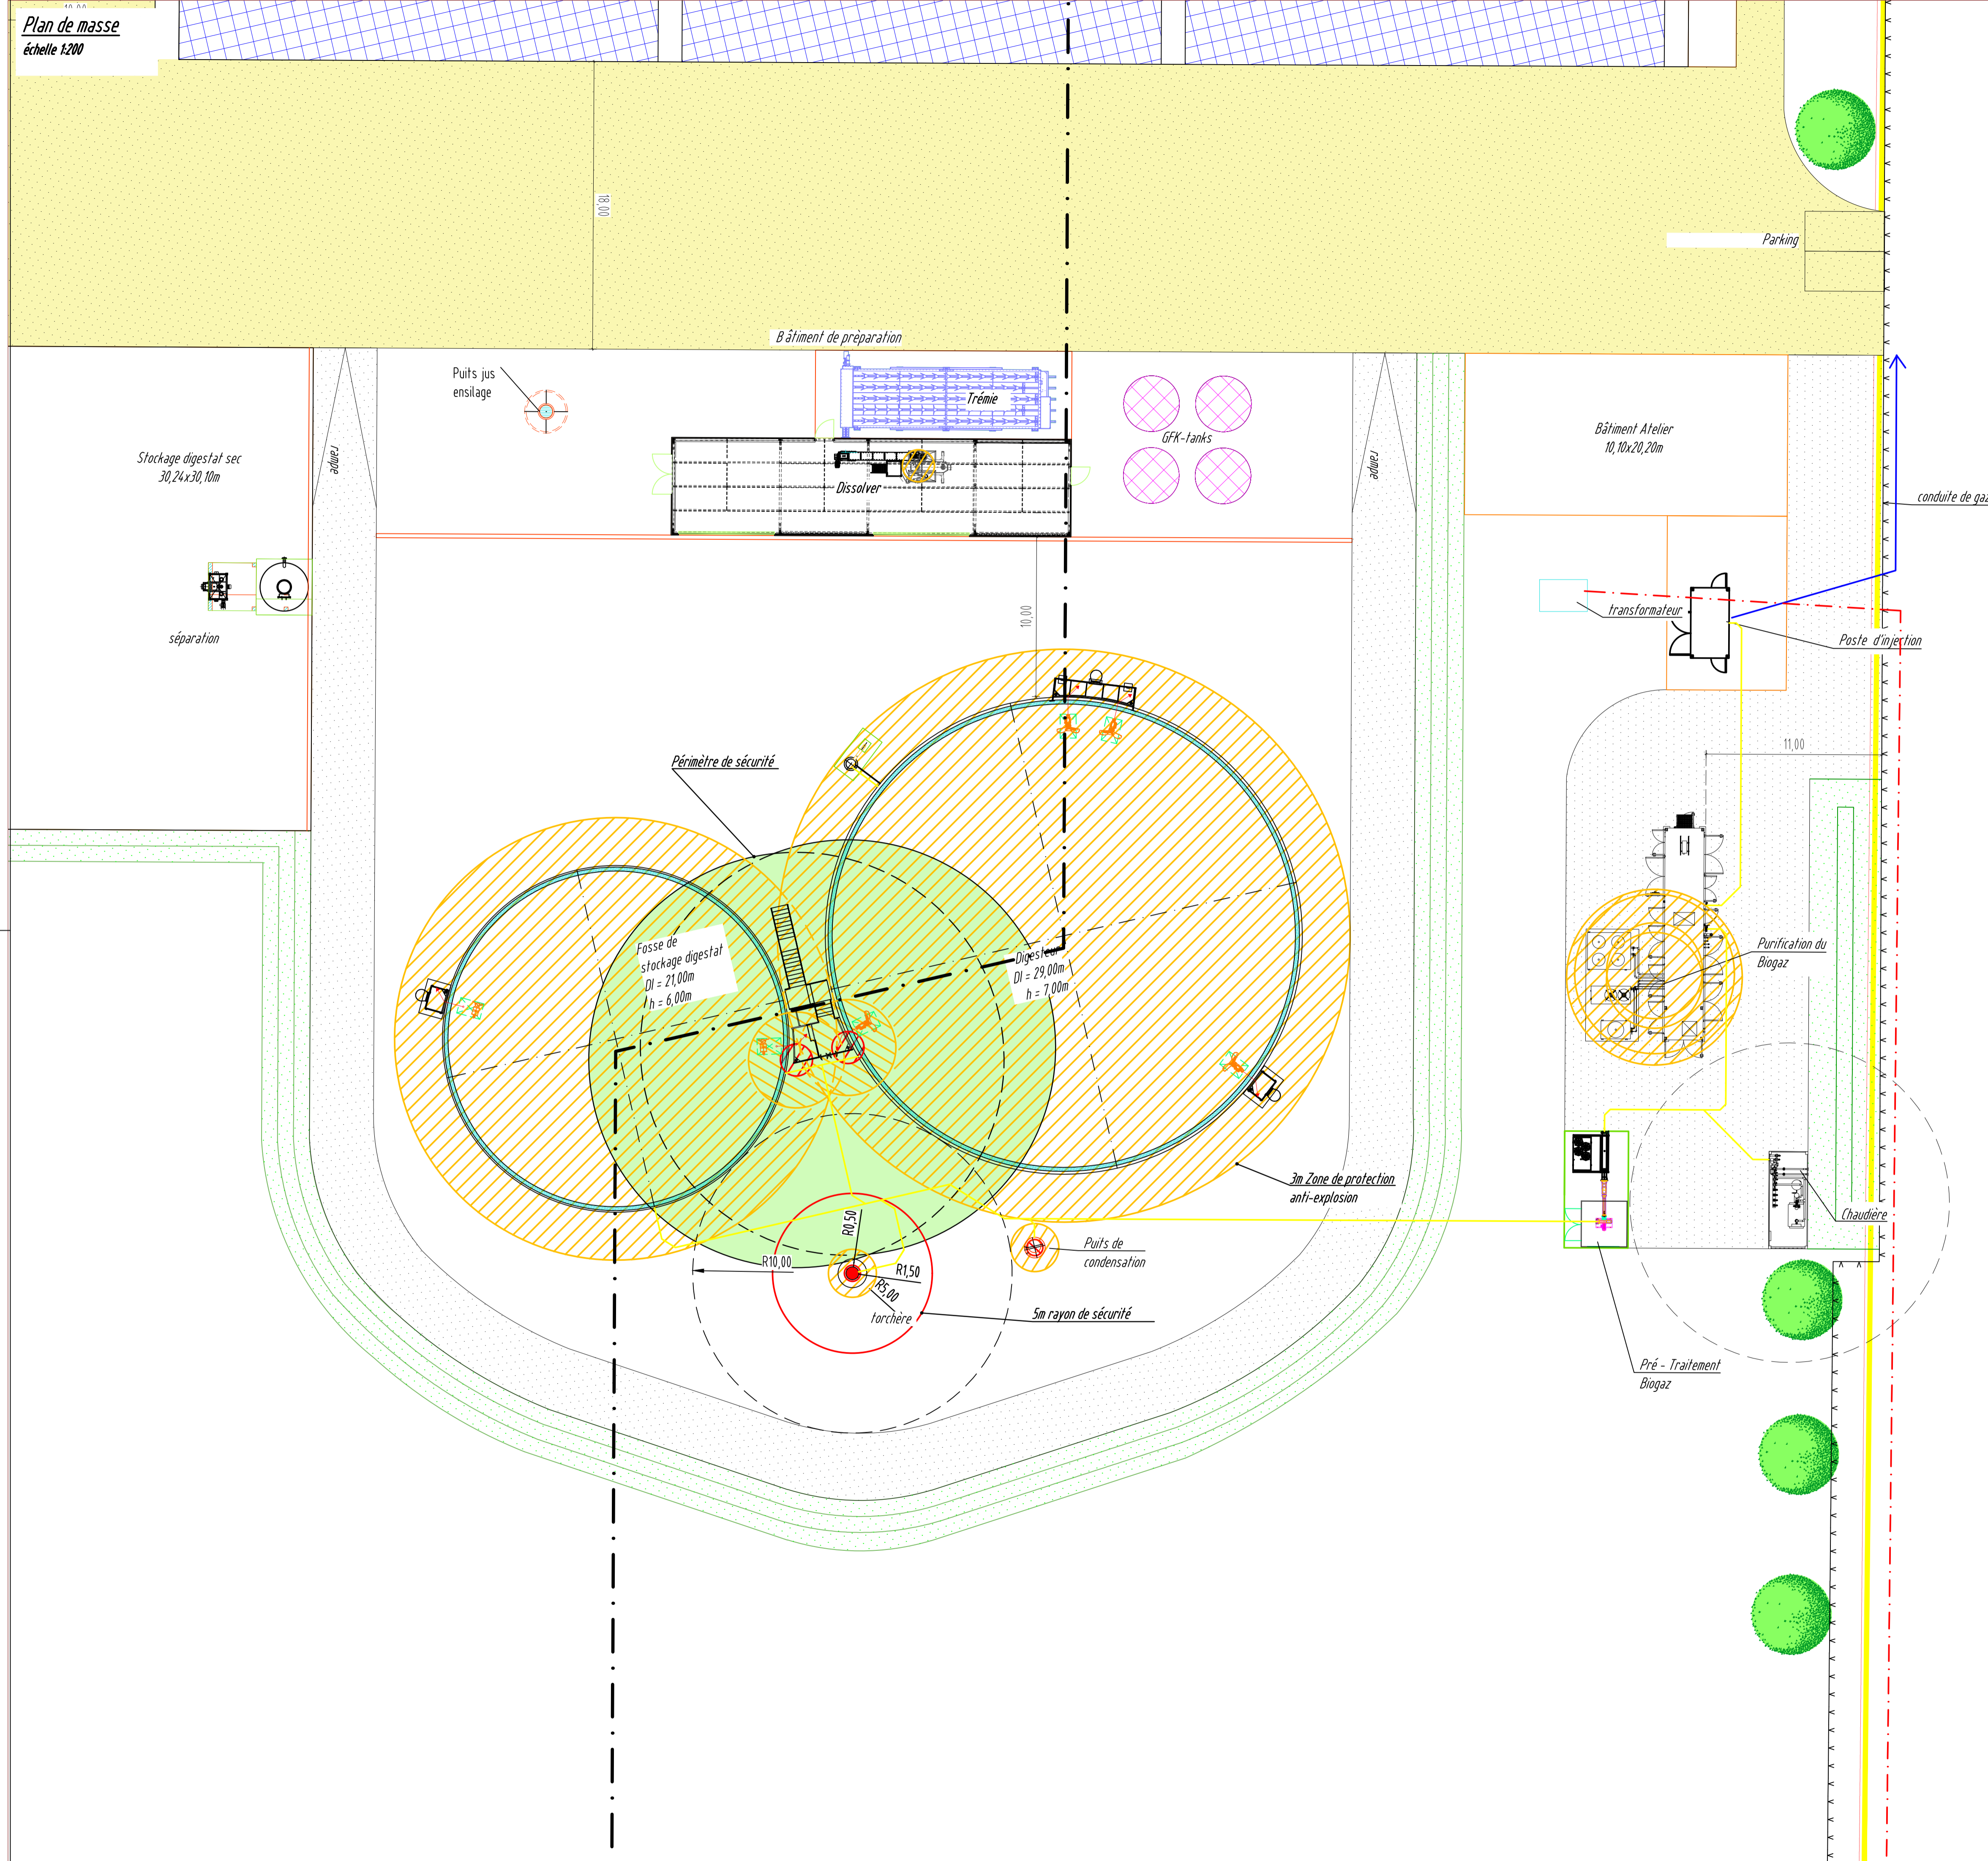 10,00
Plan de masse
échelle 1:200
18,00
Parking
Bâtiment de prèparation
Puits jus
ensilage
Trémie
GFK-tanks
Bâtiment Atelier
10,10x20,20m
Stockage digestat sec
30,24x30,10m
rampe
rampe
Dissolver
conduite de gaz
séparation
10,00
transformateur
Poste d'injection
11,00
Périmètre de sécurité
Fosse de
stockage digestat
DI = 21,00m
h = 6,00m
Digesteur
DI = 29,00m
h = 7,00m
Purification du
Biogaz
3m Zone de protection
anti-explosion
Chaudière
R0,50
R10,00
R1,50
R5,00
torchère
Puits de
condensation
5m rayon de sécurité
Pré - Traitement
Biogaz